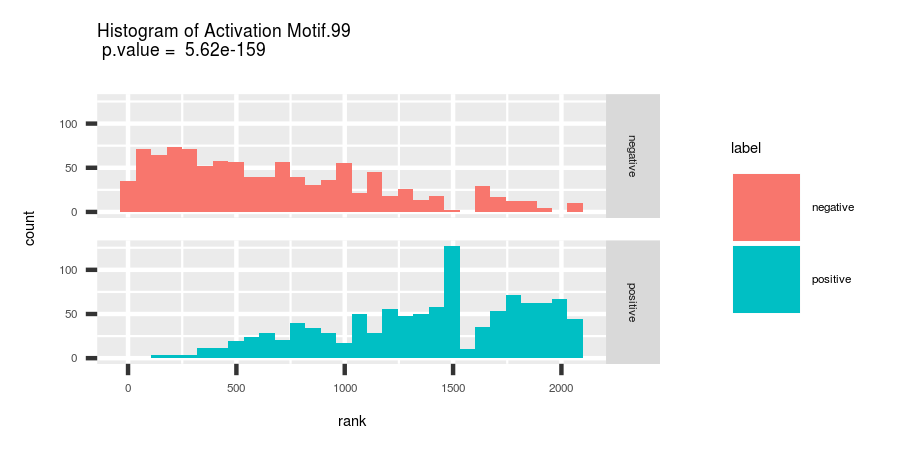 Histogram of Activation Motif.99
p.value = 5.62e-159
count
100
50
0
negative
100
50
0
positive
0 500 1000 1500 2000
rank
label
negative
positive